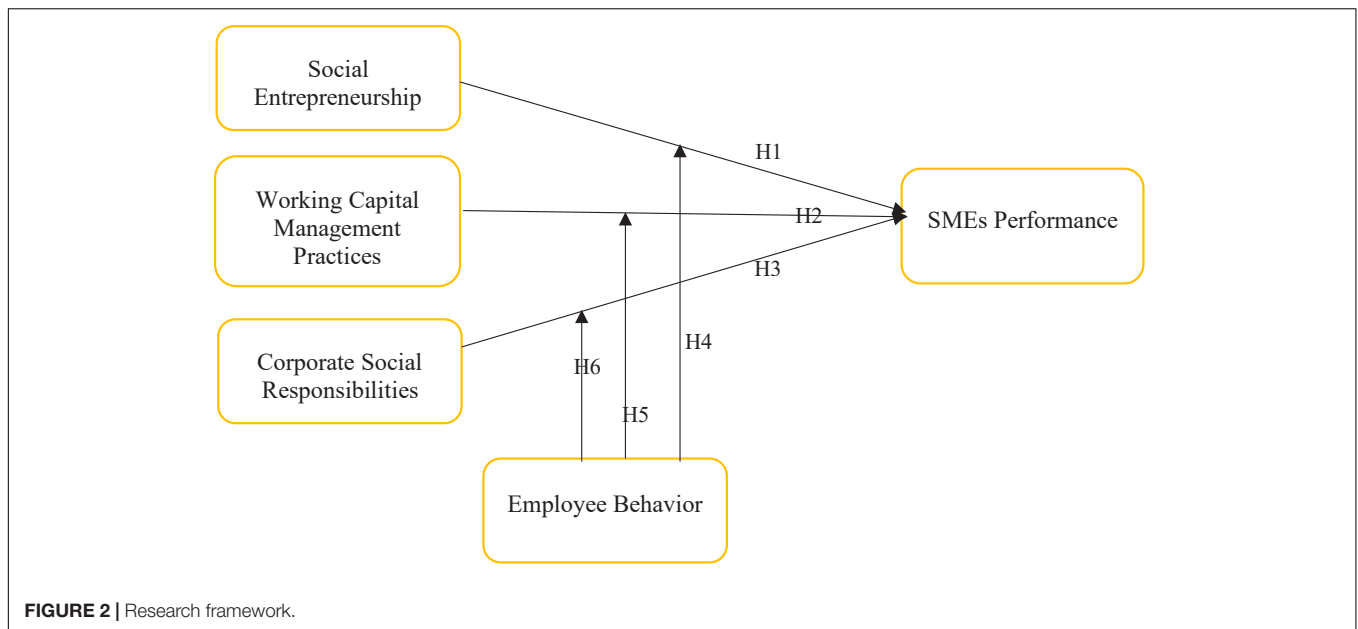 Social
Entrepreneurship
H1
Working Capital
Management
Practices
H2
SMEs Performance
H3
Corporate Social
Responsibilities
H6
H4
H5
Employee Behavior
FIGURE 2 | Research framework.